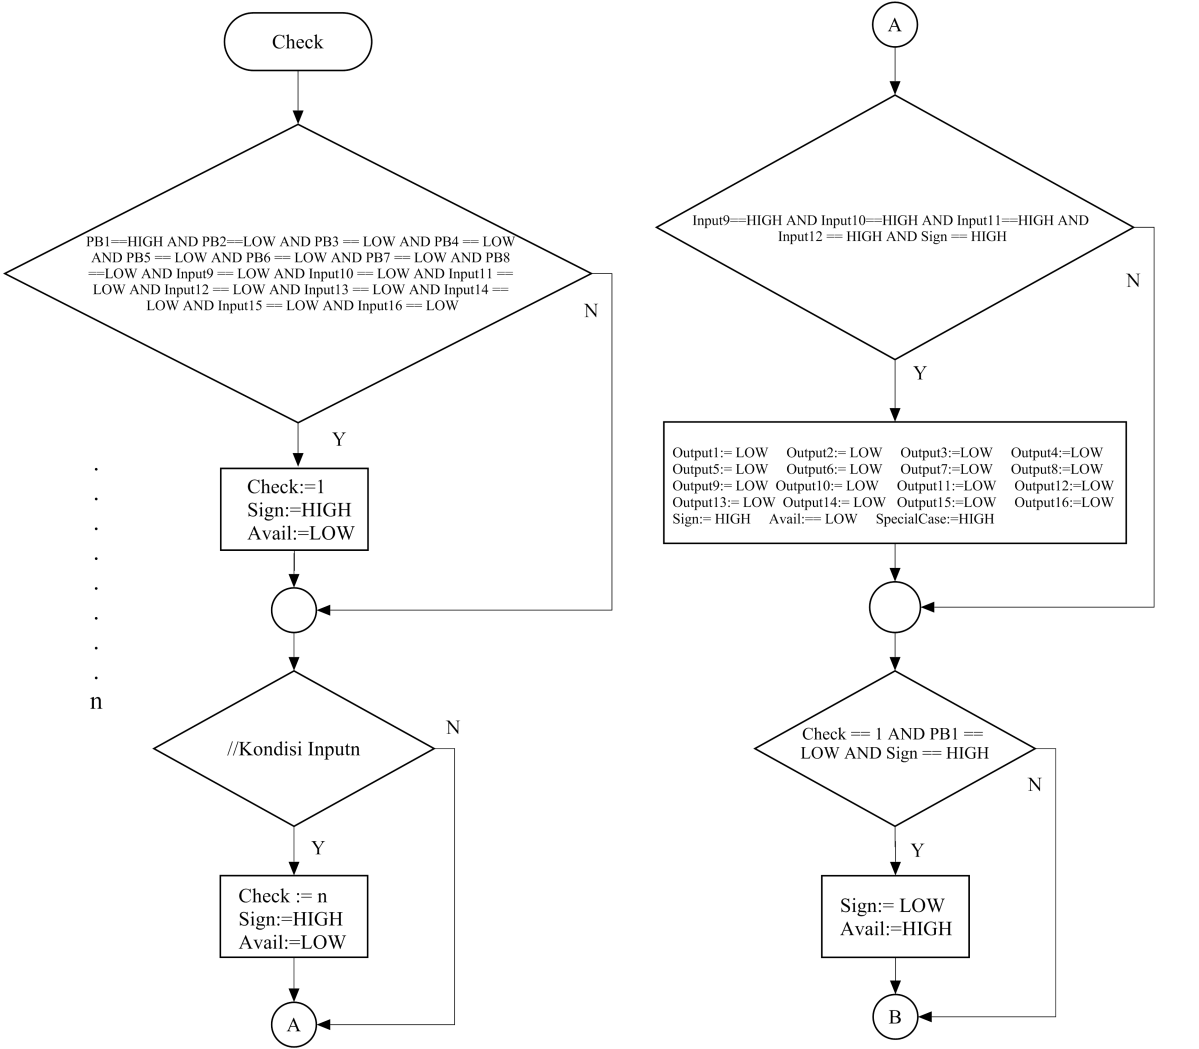 Check
PB1==HIGH AND PB2==LOW AND PB3 == LOW AND PB4 == LOW
AND PB5 == LOW AND PB6 == LOW AND PB7 == LOW AND PB8
==LOW AND Input9 == LOW AND Input10 == LOW AND Input11 ==
LOW AND Input12 == LOW AND Input13 == LOW AND Input14 ==
LOW AND Input15 == LOW AND Input16 == LOW
N
Y
Check:=1
Sign:=HIGH
Avail:=LOW
.
.
.
.
.
.
.
.
n
//Kondisi Inputn
N
Y
Check := n
Sign:=HIGH
Avail:=LOW
A
A
Input9==HIGH AND Input10==HIGH AND Input11==HIGH AND
Input12 == HIGH AND Sign == HIGH
N
Y
Output1:= LOW Output2:= LOW Output3:=LOW Output4:=LOW
Output5:= LOW Output6:= LOW Output7:=LOW Output8:=LOW
Output9:= LOW Output10:= LOW Output11:=LOW Output12:=LOW
Output13:= LOW Output14:= LOW Output15:=LOW Output16:=LOW
Sign:= HIGH Avail:== LOW SpecialCase:=HIGH
Check == 1 AND PB1 ==
LOW AND Sign == HIGH
N
Y
Sign:= LOW
Avail:=HIGH
B